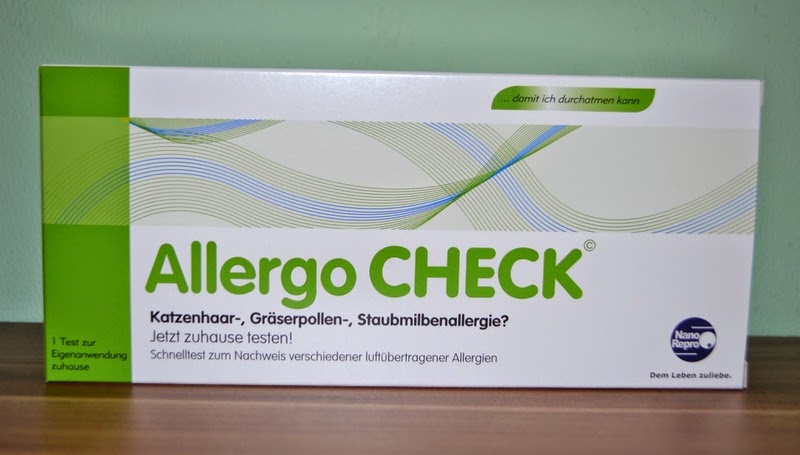 ... damit ich durchatmen kann
Allergo CHECK©
Katzenhaar-, Gräserpollen-, Staubmilbenallergie?
Jetzt zuhause testen!
Schnelltest zum Nachweis verschiedener luftübertragener Allergien
1 Test zur
Eigenanwendung
zuhause
Nano
Repro
Dem Leben zuliebe.